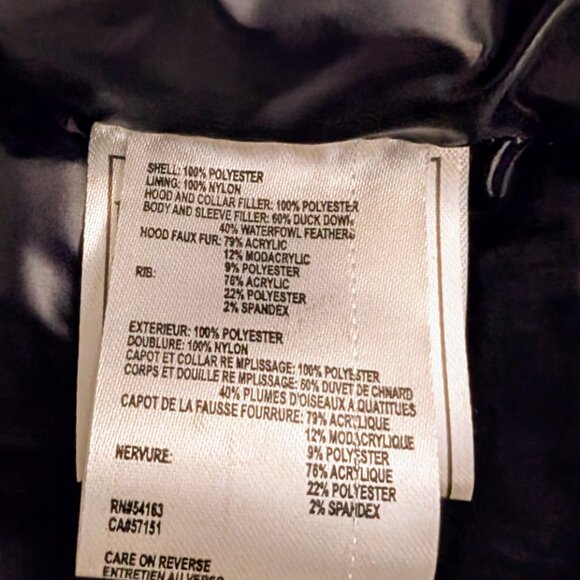 SHELL: 100% POLYESTER
LINING: 100% NYLON
HOOD AND COLLAR FILLER: 100% POLYESTER
BODY AND SLEEVE FILLER: 60% DUCK DOWN
40% WATERFOWL FEATHERS
HOOD FAUX FUR: 79% ACRYLIC
12% MODACRYLIC
9% POLYESTER
RIB: 76% ACRYLIC
22% POLYESTER
2% SPANDEX
EXTERIEUR: 100% POLYESTER
DOUBLURE: 100% NYLON
CAPOT ET COLLAR RE MPLISSAGE: 100% POLYESTER
CORPS ET DOUILLE RE MPLISSAGE: 60% DUVET DE CHNARD
40% PLUMES D'OISEAUX A QUATITUES
CAPOT DE LA FAUSSE FOURRURE: 79% ACRYLIQUE
12% MODACRYLIQUE
9% POLYESTER
NERVURE: 76% ACRYLIQUE
22% POLYESTER
2% SPANDEX
RN#54163
CA#57151
CARE ON REVERSE
ENTRETIEN AU VERSO